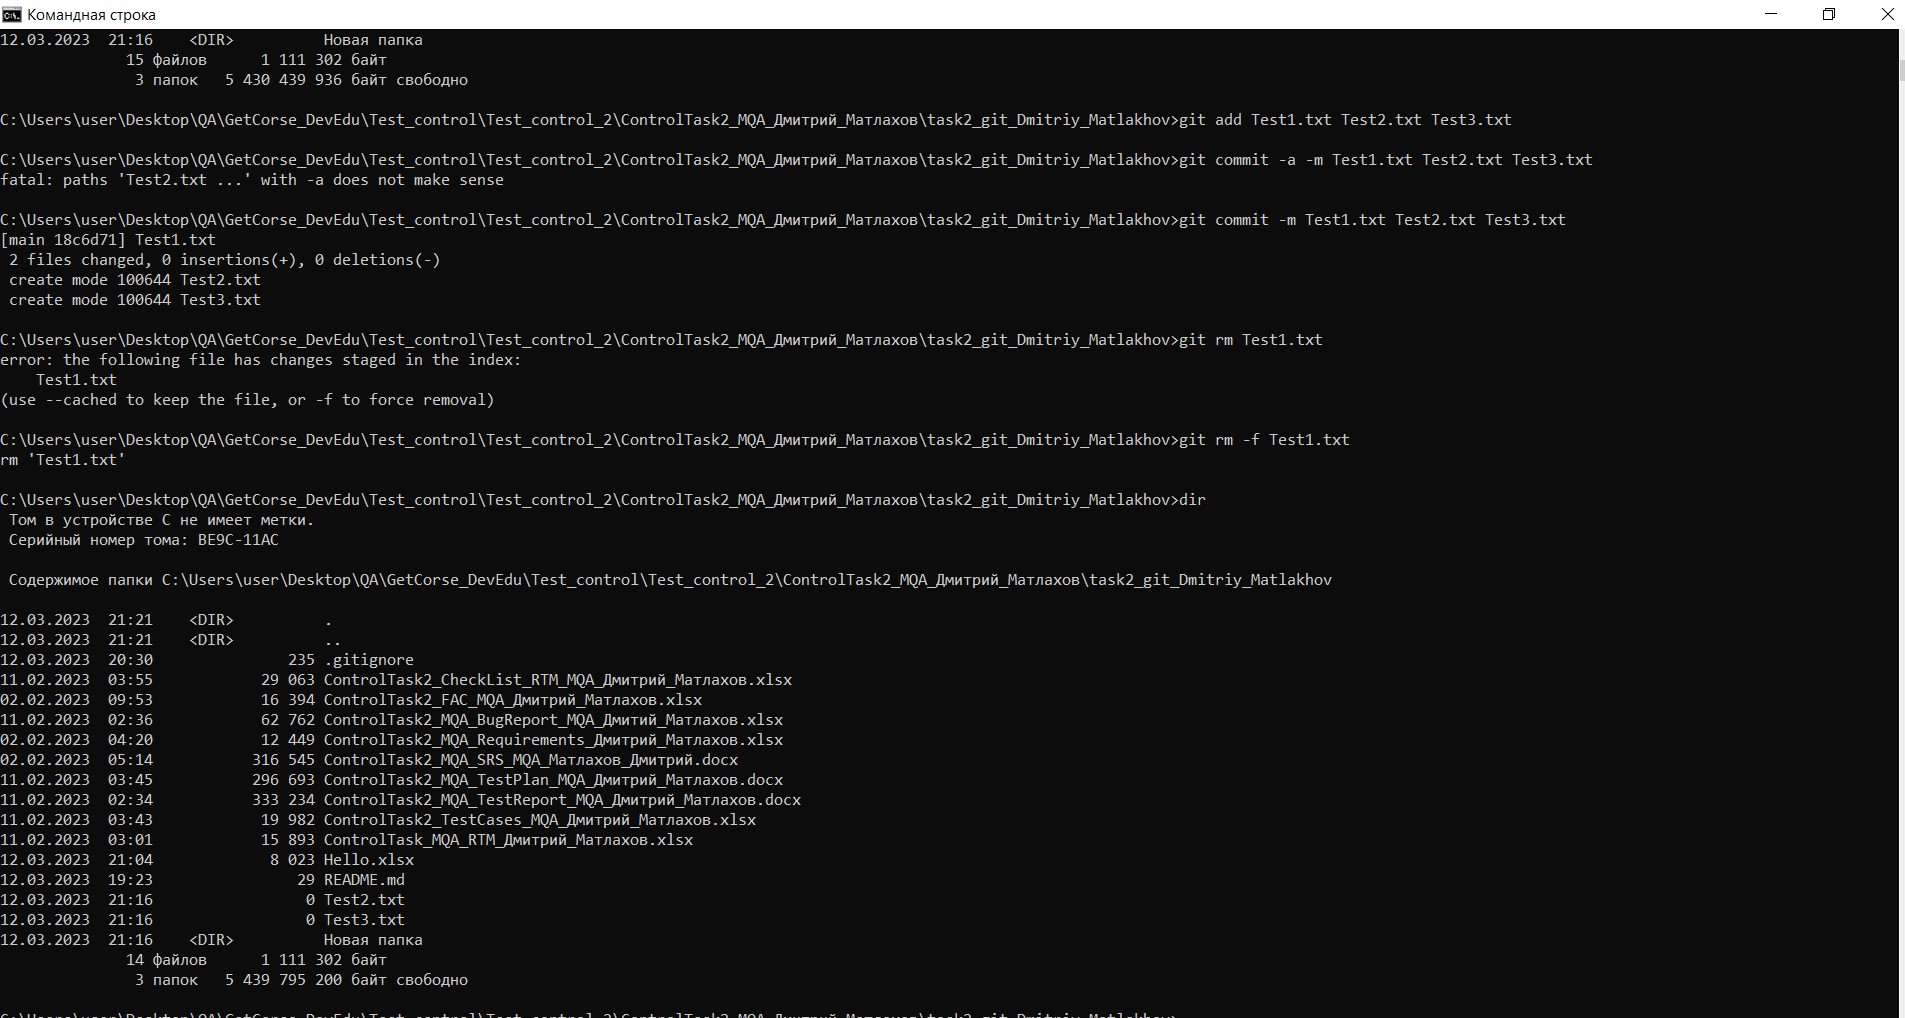 Командная строка
12.03.2023  21:16    <DIR>          Новая папка
              15 файлов      1 111 302 байт
               3 папок   5 430 439 936 байт свободно
C:\Users\user\Desktop\QA\GetCorse_DevEdu\Test_control\Test_control_2\ControlTask2_MQA_Дмитрий_Матлахов\task2_git_Dmitriy_Matlakhov>git add Test1.txt Test2.txt Test3.txt
C:\Users\user\Desktop\QA\GetCorse_DevEdu\Test_control\Test_control_2\ControlTask2_MQA_Дмитрий_Матлахов\task2_git_Dmitriy_Matlakhov>git commit -a -m Test1.txt Test2.txt Test3.txt
fatal: paths 'Test2.txt ...' with -a does not make sense
C:\Users\user\Desktop\QA\GetCorse_DevEdu\Test_control\Test_control_2\ControlTask2_MQA_Дмитрий_Матлахов\task2_git_Dmitriy_Matlakhov>git commit -m Test1.txt Test2.txt Test3.txt
[main 18c6d71] Test1.txt
 2 files changed, 0 insertions(+), 0 deletions(-)
 create mode 100644 Test2.txt
 create mode 100644 Test3.txt
C:\Users\user\Desktop\QA\GetCorse_DevEdu\Test_control\Test_control_2\ControlTask2_MQA_Дмитрий_Матлахов\task2_git_Dmitriy_Matlakhov>git rm Test1.txt
error: the following file has changes staged in the index:
    Test1.txt
(use --cached to keep the file, or -f to force removal)
C:\Users\user\Desktop\QA\GetCorse_DevEdu\Test_control\Test_control_2\ControlTask2_MQA_Дмитрий_Матлахов\task2_git_Dmitriy_Matlakhov>git rm -f Test1.txt
rm 'Test1.txt'
C:\Users\user\Desktop\QA\GetCorse_DevEdu\Test_control\Test_control_2\ControlTask2_MQA_Дмитрий_Матлахов\task2_git_Dmitriy_Matlakhov>dir
 Том в устройстве C не имеет метки.
 Серийный номер тома: BE9C-11AC
 Содержимое папки C:\Users\user\Desktop\QA\GetCorse_DevEdu\Test_control\Test_control_2\ControlTask2_MQA_Дмитрий_Матлахов\task2_git_Dmitriy_Matlakhov
12.03.2023  21:21    <DIR>          .
12.03.2023  21:21    <DIR>          ..
12.03.2023  20:30               235 .gitignore
11.02.2023  03:55            29 063 ControlTask2_CheckList_RTM_MQA_Дмитрий_Матлахов.xlsx
02.02.2023  09:53            16 394 ControlTask2_FAC_MQA_Дмитрий_Матлахов.xlsx
11.02.2023  02:36            62 762 ControlTask2_MQA_BugReport_MQA_Дмитий_Матлахов.xlsx
02.02.2023  04:20            12 449 ControlTask2_MQA_Requirements_Дмитрий_Матлахов.xlsx
02.02.2023  05:14           316 545 ControlTask2_MQA_SRS_MQA_Матлахов_Дмитрий.docx
11.02.2023  03:45           296 693 ControlTask2_MQA_TestPlan_MQA_Дмитрий_Матлахов.docx
11.02.2023  02:34           333 234 ControlTask2_MQA_TestReport_MQA_Дмитрий_Матлахов.docx
11.02.2023  03:43            19 982 ControlTask2_TestCases_MQA_Дмитрий_Матлахов.xlsx
11.02.2023  03:01            15 893 ControlTask_MQA_RTM_Дмитрий_Матлахов.xlsx
12.03.2023  21:04             8 023 Hello.xlsx
12.03.2023  19:23                29 README.md
12.03.2023  21:16                 0 Test2.txt
12.03.2023  21:16                 0 Test3.txt
12.03.2023  21:16    <DIR>          Новая папка
              14 файлов      1 111 302 байт
               3 папок   5 439 795 200 байт свободно
C:\Users\user\Desktop\QA\GetCorse_DevEdu\Test_control\Test_control_2\ControlTask2_MQA_Дмитрий_Матлахов\task2_git_Dmitriy_Matlakhov>